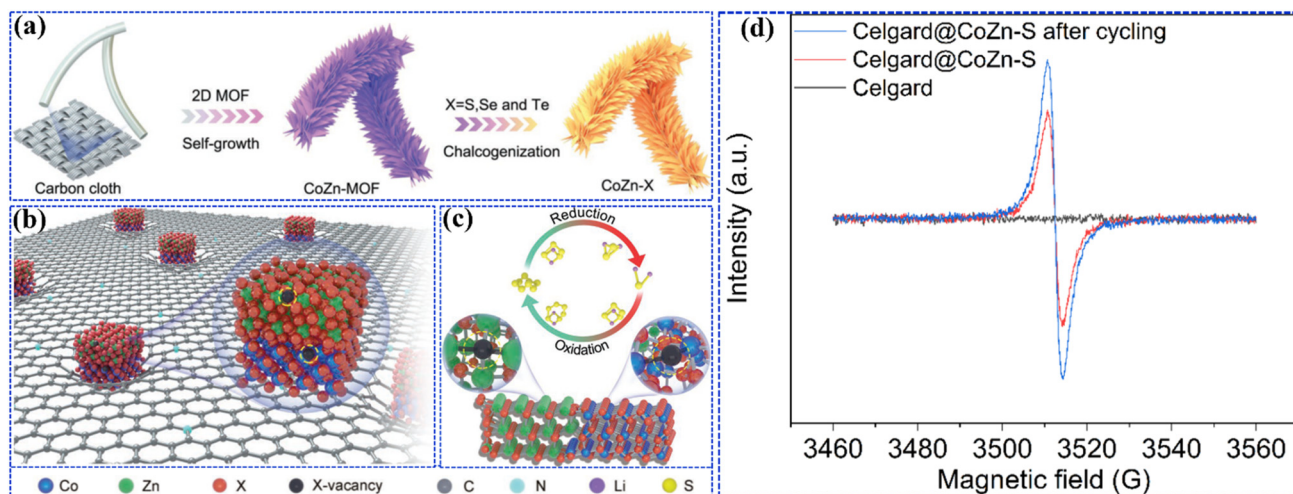 (a)
2D MOF
Self-growth
Carbon cloth
CoZn-MOF
X=S,Se and Te
Chalcogenization
CoZn-X
(b)
(c)
Reduction
Oxidation
Co Zn X X-vacancy C N Li S
(d)
Celgard@CoZn-S after cycling
Celgard@CoZn-S
Celgard
Intensity (a.u.)
3460 3480 3500 3520 3540 3560
Magnetic field (G)